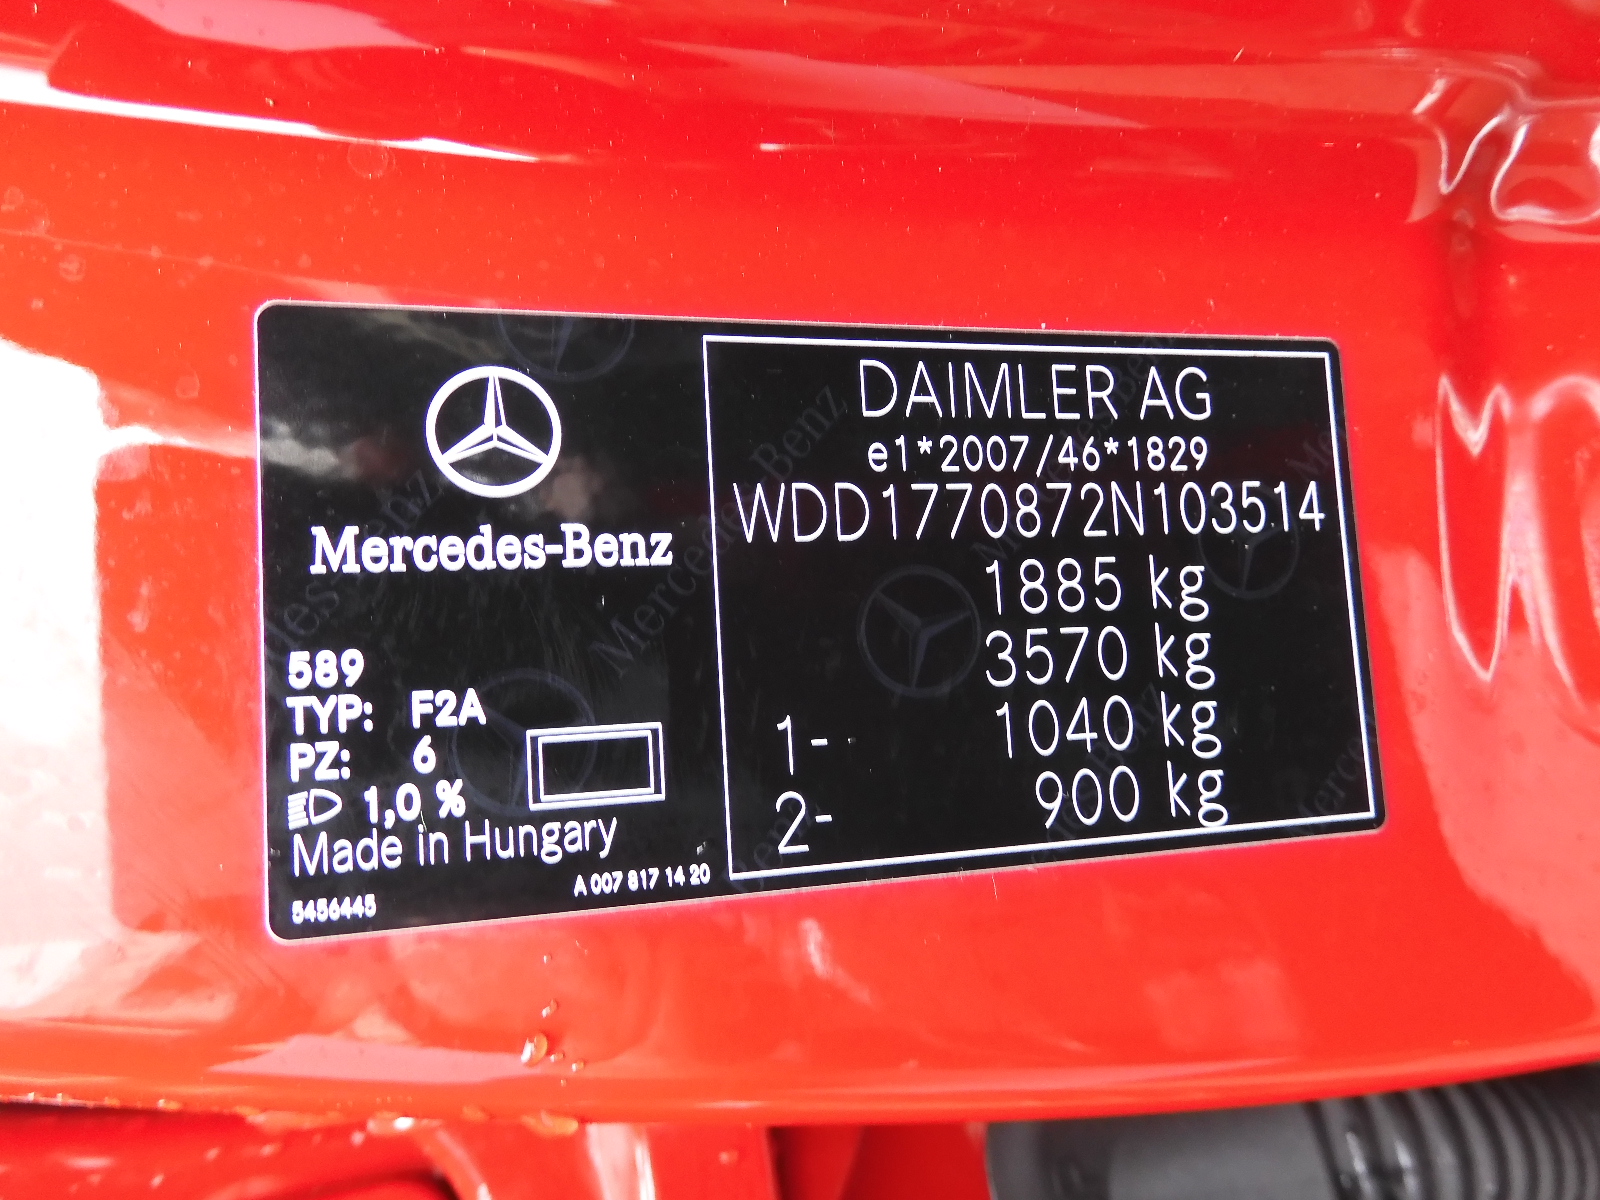 Mercedes-Benz
589
TYP: F2A
PZ: 6
1,0 %
Made in Hungary
5456445
A 007 817 14 20
DAIMLER AG
e1*2007/46*1829
WDD1770872N103514
1885 kg
3570 kg
1- 1040 kg
2- 900 kg